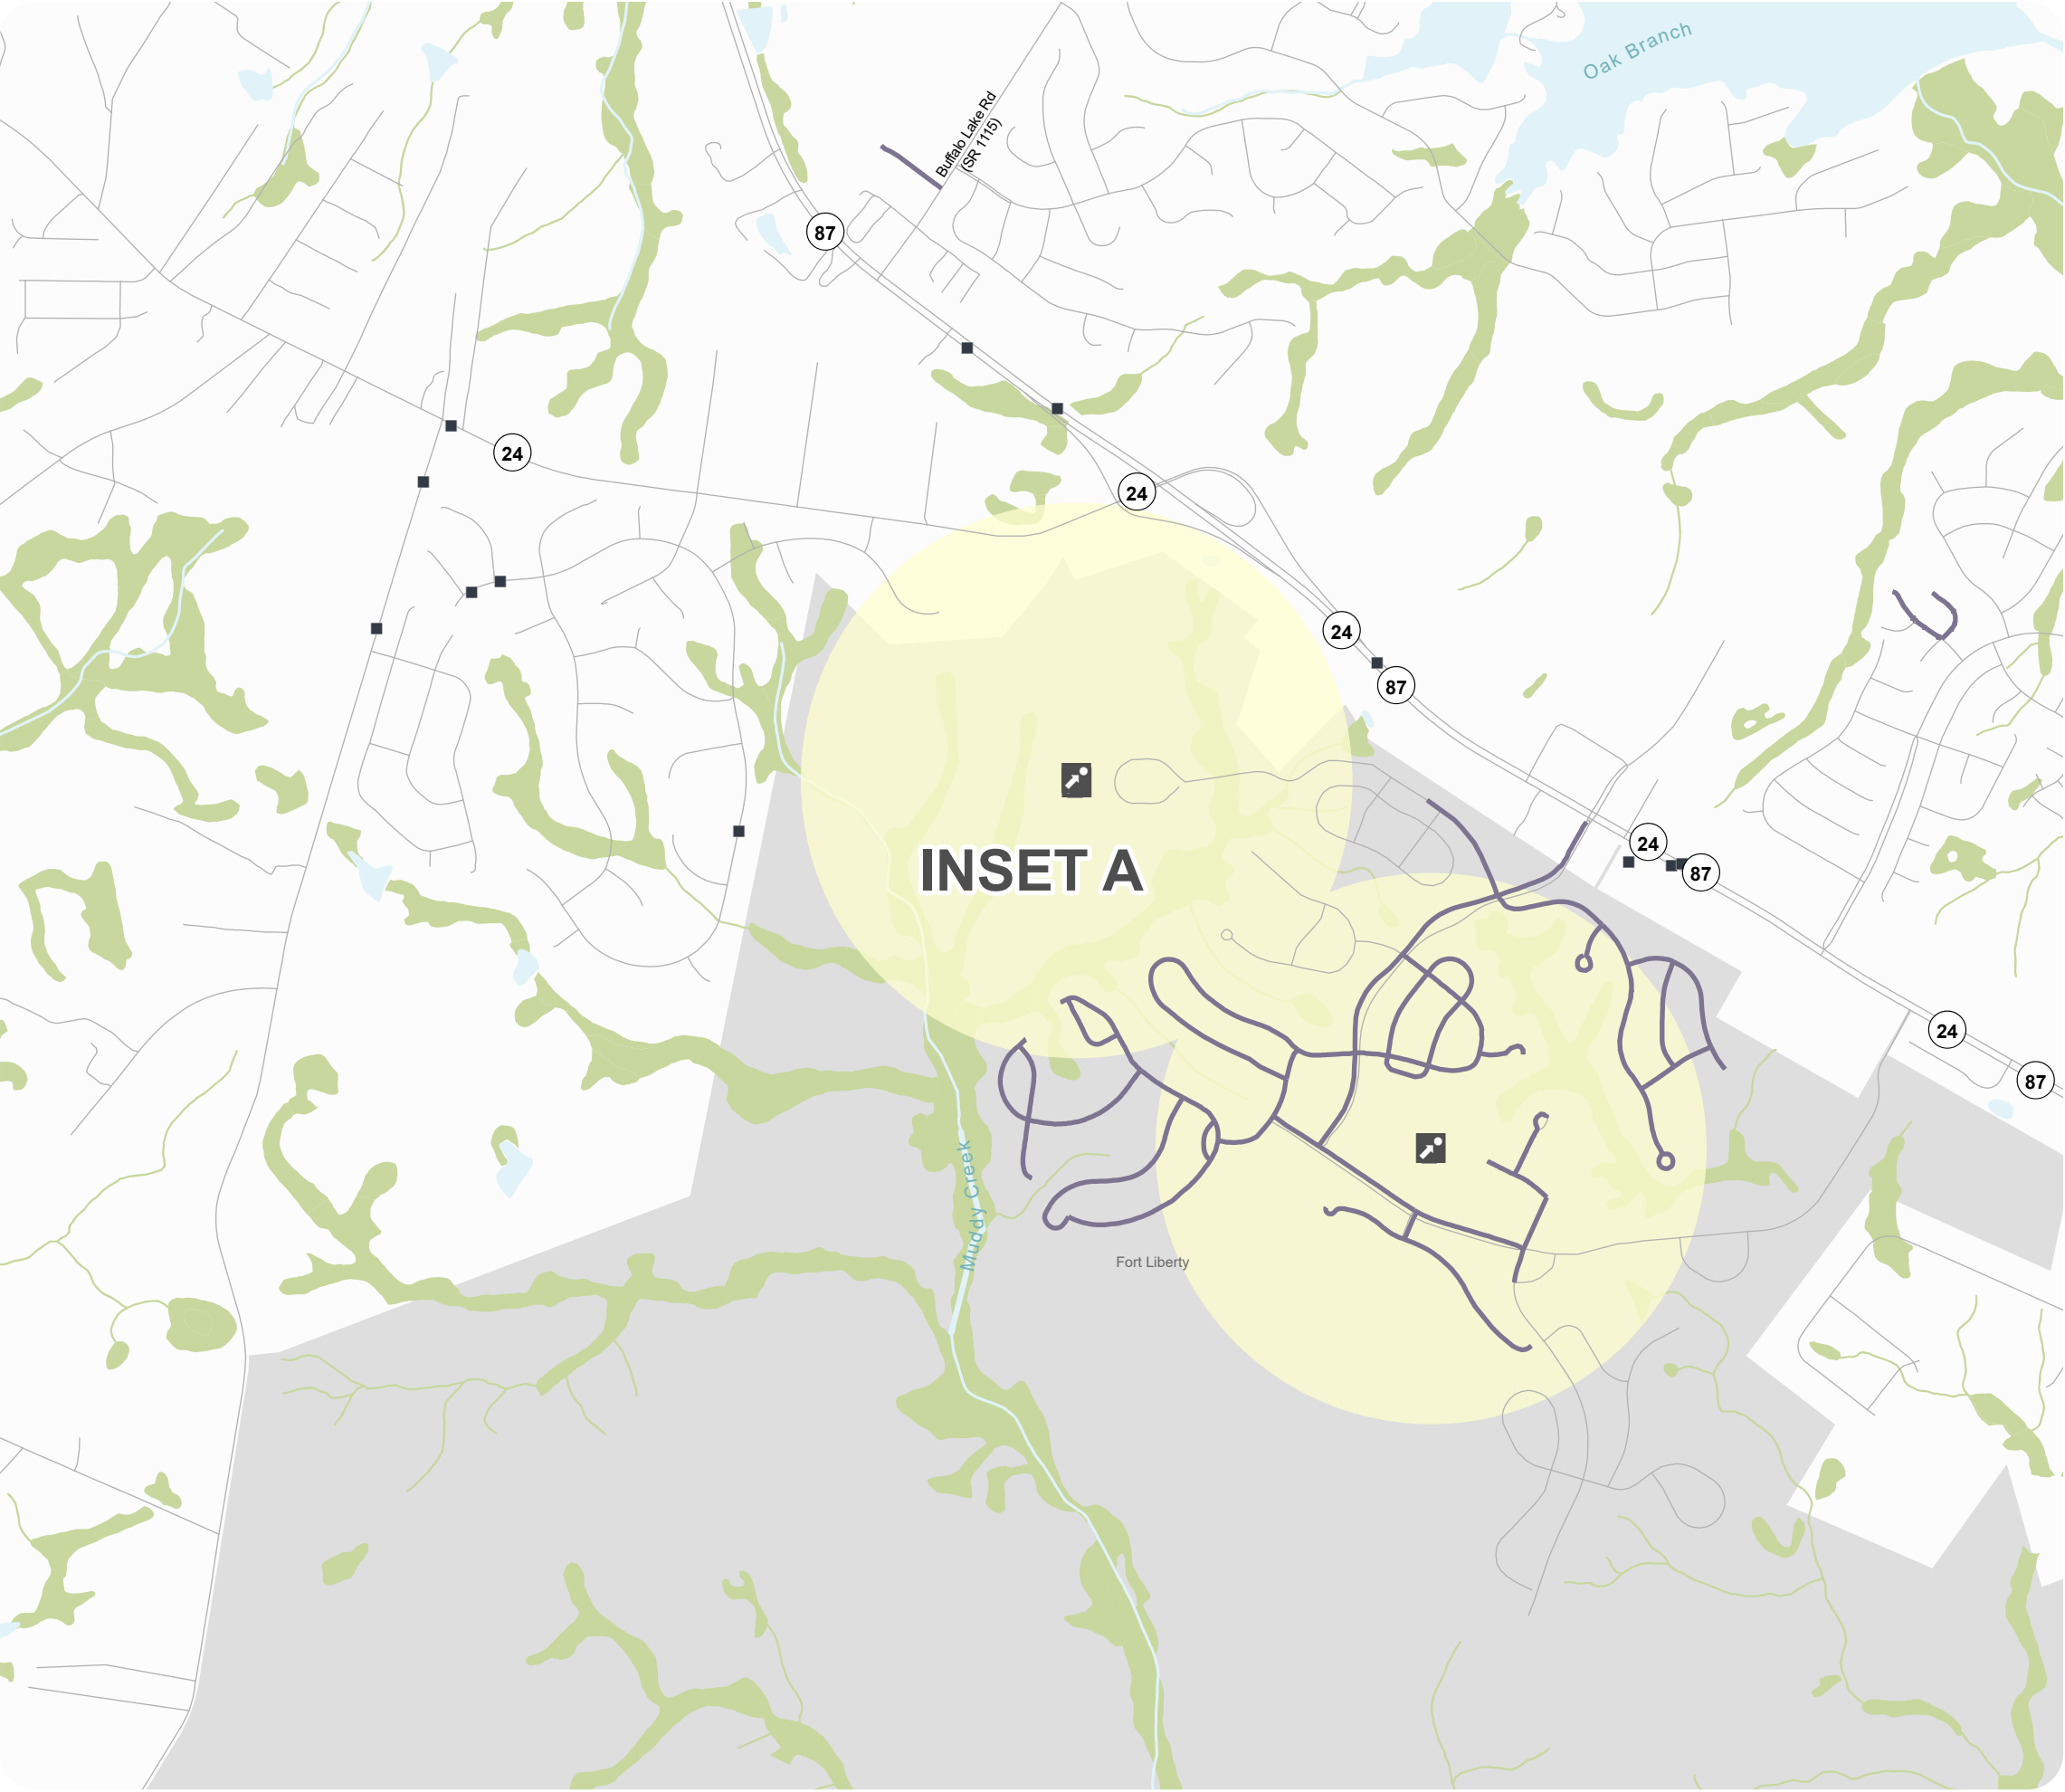 Oak Branch
Buffalo Lake Rd
(SR 1115)
87
24
24
24
87
INSET A
24
87
24
87
Muddy Creek
Fort Liberty